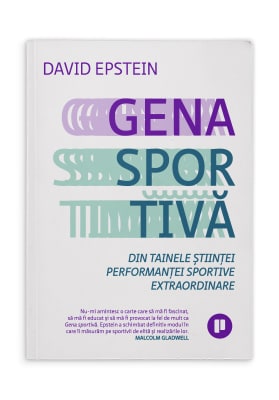 DAVID EPSTEIN
GENA
SPOR
TIVĂ
DIN TAINELE ȘTIINȚEI
PERFORMANȚEI SPORTIVE
EXTRAORDINARE
Nu-mi amintesc o carte care să mă fi fascinat,
să mă fi educat și să mă fi provocat la fel de mult ca
Gena sportivă. Epstein a schimbat definitiv modul în
care îi măsurăm pe sportivii de elită și realizările lor.
MALCOLM GLADWELL